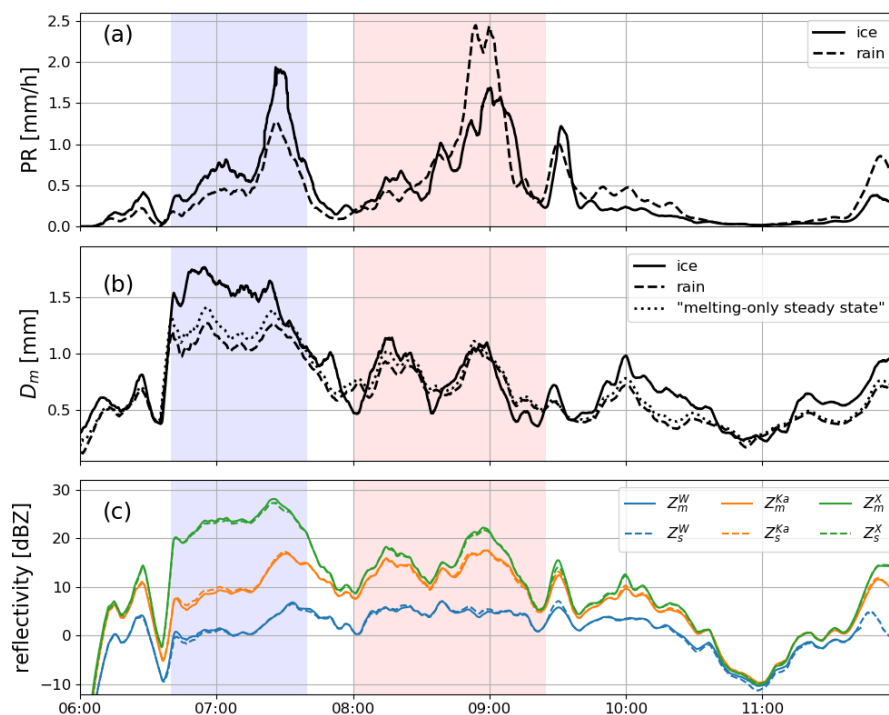 (a)
PR [mm/h]
2.5
2.0
1.5
1.0
0.5
0.0
ice
rain
(b)
D_m [mm]
1.5
1.0
0.5
ice
rain
"melting-only steady state"
(c)
reflectivity [dBZ]
30
20
10
0
−10
Z_m^W Z_m^Ka Z_m^X
Z_s^W Z_s^Ka Z_s^X
06:00 07:00 08:00 09:00 10:00 11:00